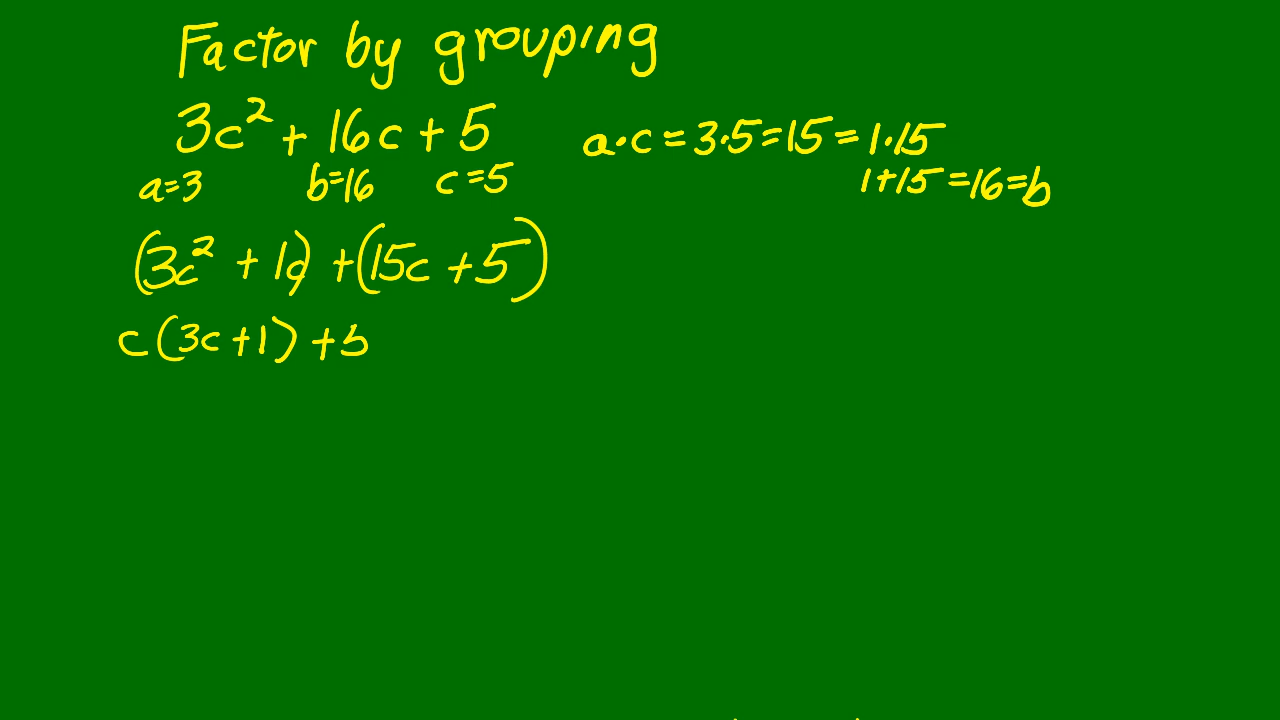 Factor by grouping
3c² + 16c + 5 a·c = 3·5 = 15 = 1·15
a=3 b=16 c=5 1+15=16=b
(3c² + 1c) + (15c + 5)
c(3c+1) + 5